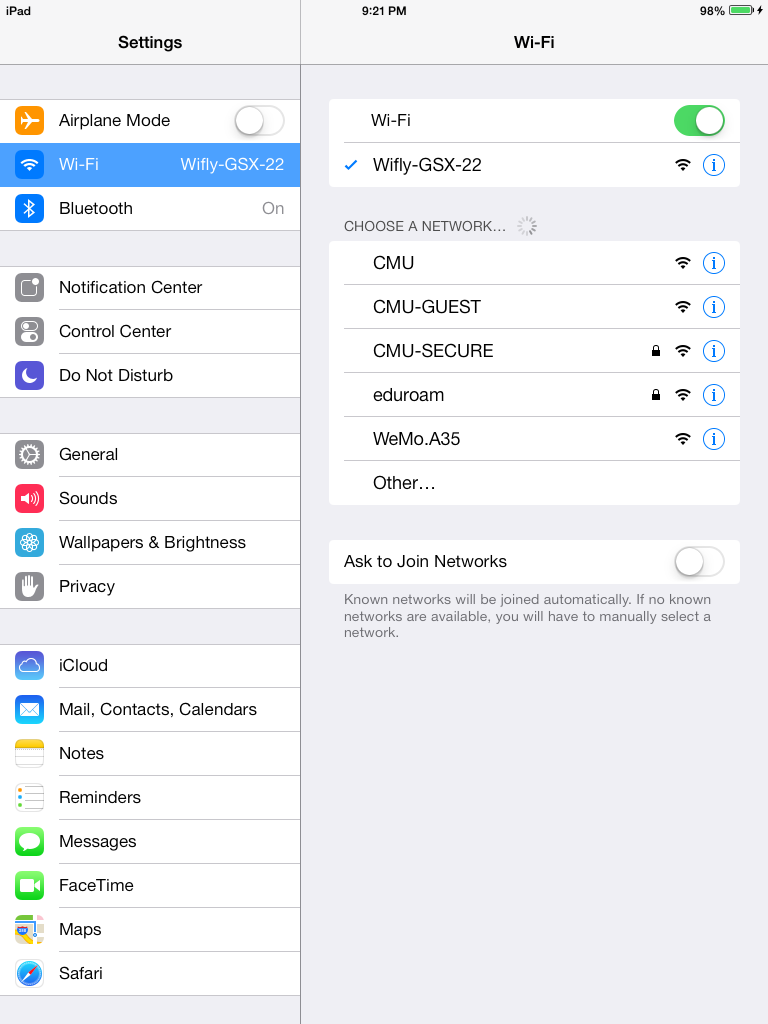 iPad 9:21 PM 98%
Settings
Wi-Fi
Airplane Mode
Wi-Fi Wifly-GSX-22
Bluetooth On
Notification Center
Control Center
Do Not Disturb
General
Sounds
Wallpapers & Brightness
Privacy
iCloud
Mail, Contacts, Calendars
Notes
Reminders
Messages
FaceTime
Maps
Safari
Wi-Fi
Wifly-GSX-22
CHOOSE A NETWORK...
CMU
CMU-GUEST
CMU-SECURE
eduroam
WeMo.A35
Other...
Ask to Join Networks
Known networks will be joined automatically. If no known
networks are available, you will have to manually select a
network.